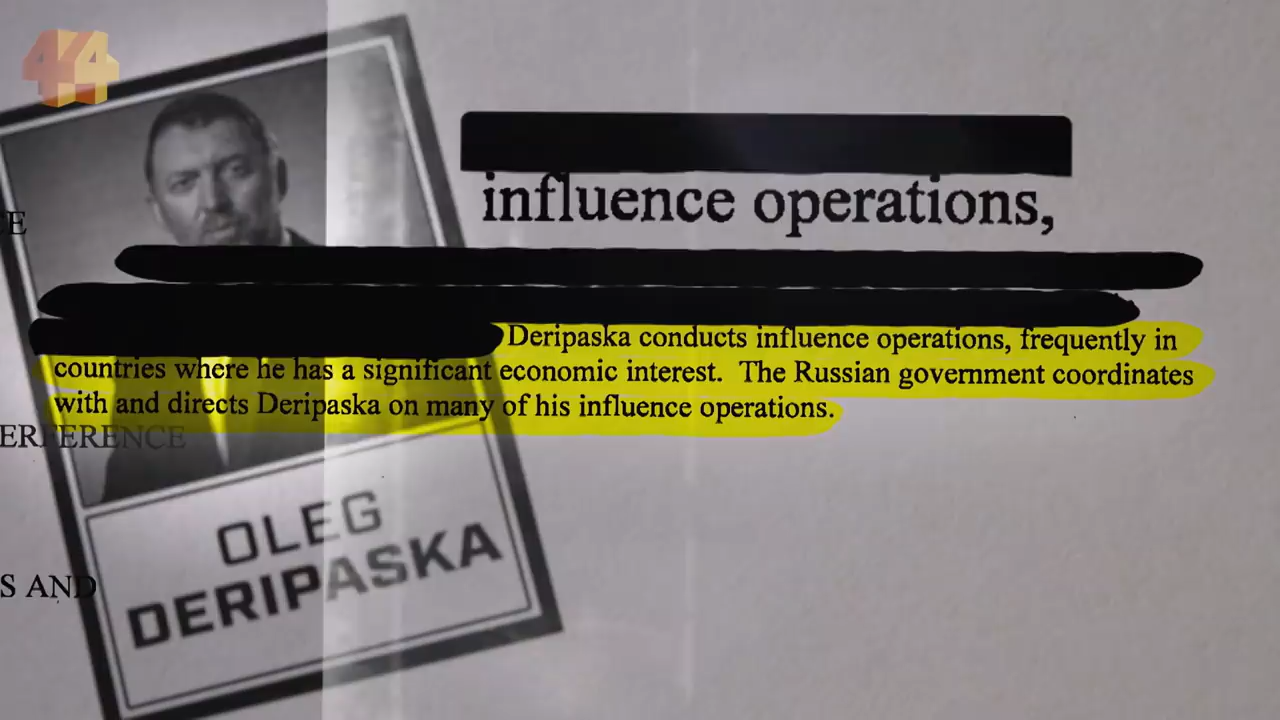 44
influence operations,
CE
Deripaska conducts influence operations, frequently in
countries where he has a significant economic interest. The Russian government coordinates
with and directs Deripaska on many of his influence operations.
ERFERENCE
OLEG
DERIPASKA
S AND